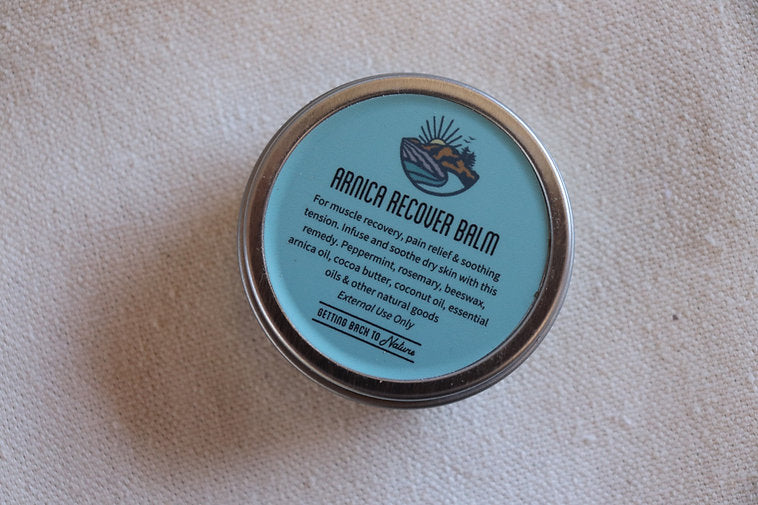 ARNICA RECOVER BALM
For muscle recovery, pain relief & soothing
tension. Infuse and soothe dry skin with this
remedy. Peppermint, rosemary, beeswax,
arnica oil, cocoa butter, coconut oil, essential
oils & other natural goods
External Use Only
GETTING BACK TO Nature